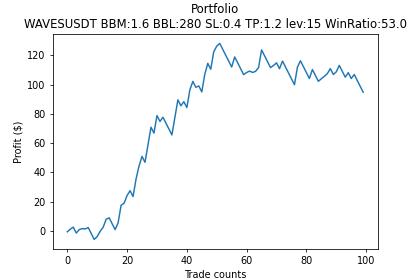 Portfolio
WAVESUSDT BBM:1.6 BBL:280 SL:0.4 TP:1.2 lev:15 WinRatio:53.0
Profit ($)
120
100
80
60
40
20
0
0 20 40 60 80 100
Trade counts